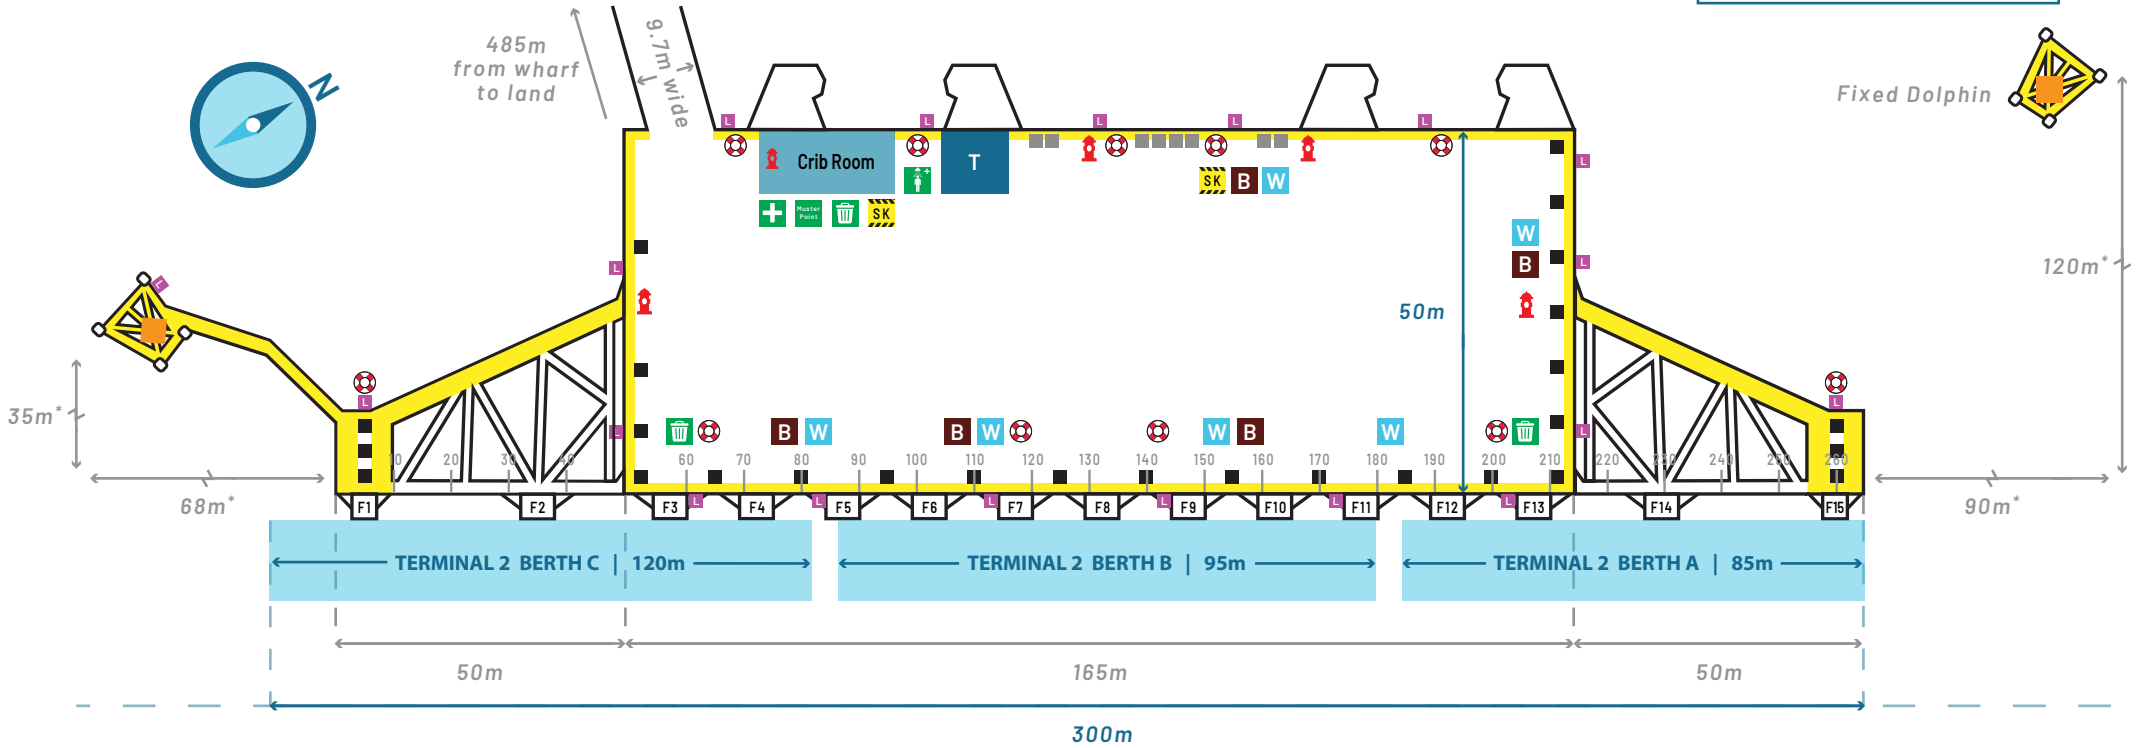 485m
from wharf
to land
9.7m wide
N
Fixed Dolphin
L L L L L
Crib Room
T
SK B W
L
Muster
Point
SK
W
B
L
L
L
50m
120m*
L
L
35m*
B W
B W
W B
W
L
L
10 20 30 40 60 70 80 90 100 110 120 130 140 150 160 170 180 190 200 210 220 230 240 250 260
68m*
90m*
F1 F2 F3 L F4 L F5 F6 L F7 F8 L F9 F10 L F11 F12 L F13 F14 F15
TERMINAL 2 BERTH C | 120m
TERMINAL 2 BERTH B | 95m
TERMINAL 2 BERTH A | 85m
50m
165m
50m
300m